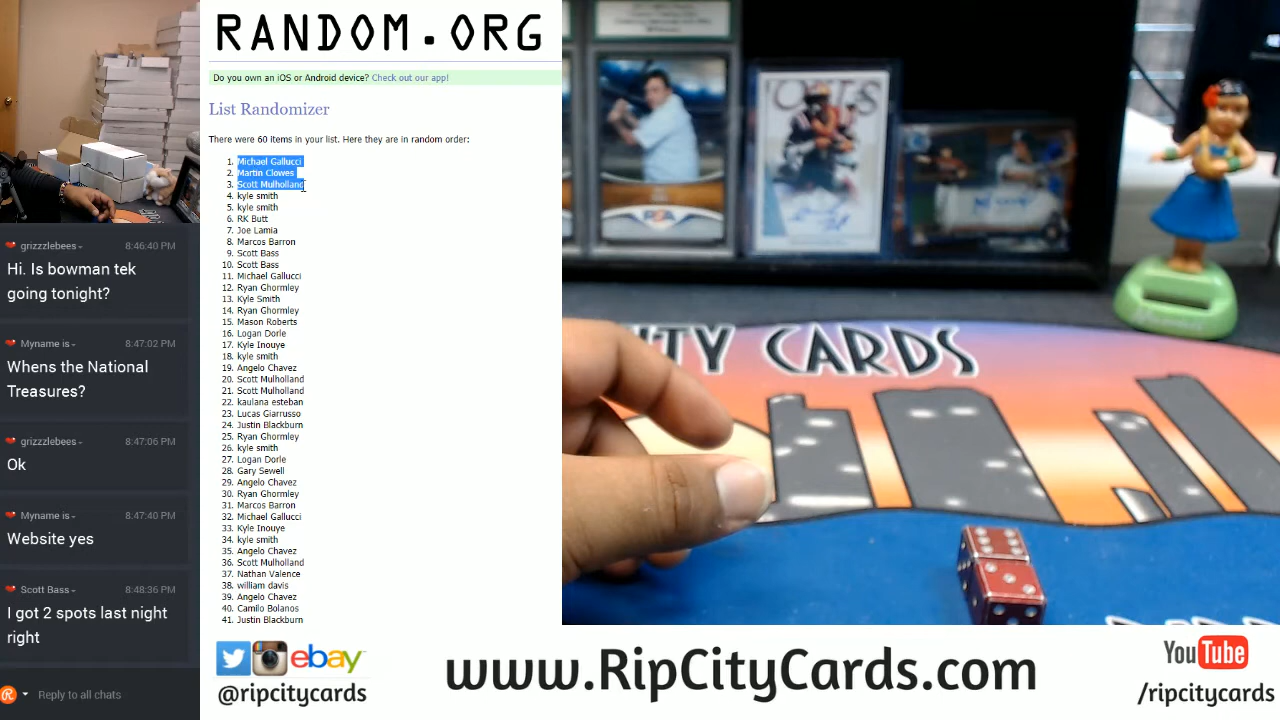 RANDOM.ORG
Do you own an iOS or Android device? Check out our app!
List Randomizer
There were 60 items in your list. Here they are in random order:
1. Michael Gallucci
2. Martin Clowes
3. Scott Mulholland
4. kyle smith
5. kyle smith
6. RK Butt
7. Joe Lamia
8. Marcos Barron
9. Scott Bass
10. Scott Bass
11. Michael Gallucci
12. Ryan Ghormley
13. Kyle Smith
14. Ryan Ghormley
15. Mason Roberts
16. Logan Dorle
17. Kyle Inouye
18. kyle smith
19. Angelo Chavez
20. Scott Mulholland
21. Scott Mulholland
22. kaulana esteban
23. Lucas Giarrusso
24. Justin Blackburn
25. Ryan Ghormley
26. kyle smith
27. Logan Dorle
28. Gary Sewell
29. Angelo Chavez
30. Ryan Ghormley
31. Marcos Barron
32. Michael Gallucci
33. Kyle Inouye
34. kyle smith
35. Angelo Chavez
36. Scott Mulholland
37. Nathan Valence
38. william davis
39. Angelo Chavez
40. Camilo Bolanos
41. Justin Blackburn
grizzzlebees 8:46:40 PM
Hi. Is bowman tek
going tonight?
Myname is 8:47:02 PM
Whens the National
Treasures?
grizzzlebees 8:47:06 PM
Ok
Myname is 8:47:40 PM
Website yes
Scott Bass 8:48:36 PM
I got 2 spots last night
right
Reply to all chats
PSA
ITY CARDS
ebay
@ripcitycards
www.RipCityCards.com
YouTube
/ripcitycards